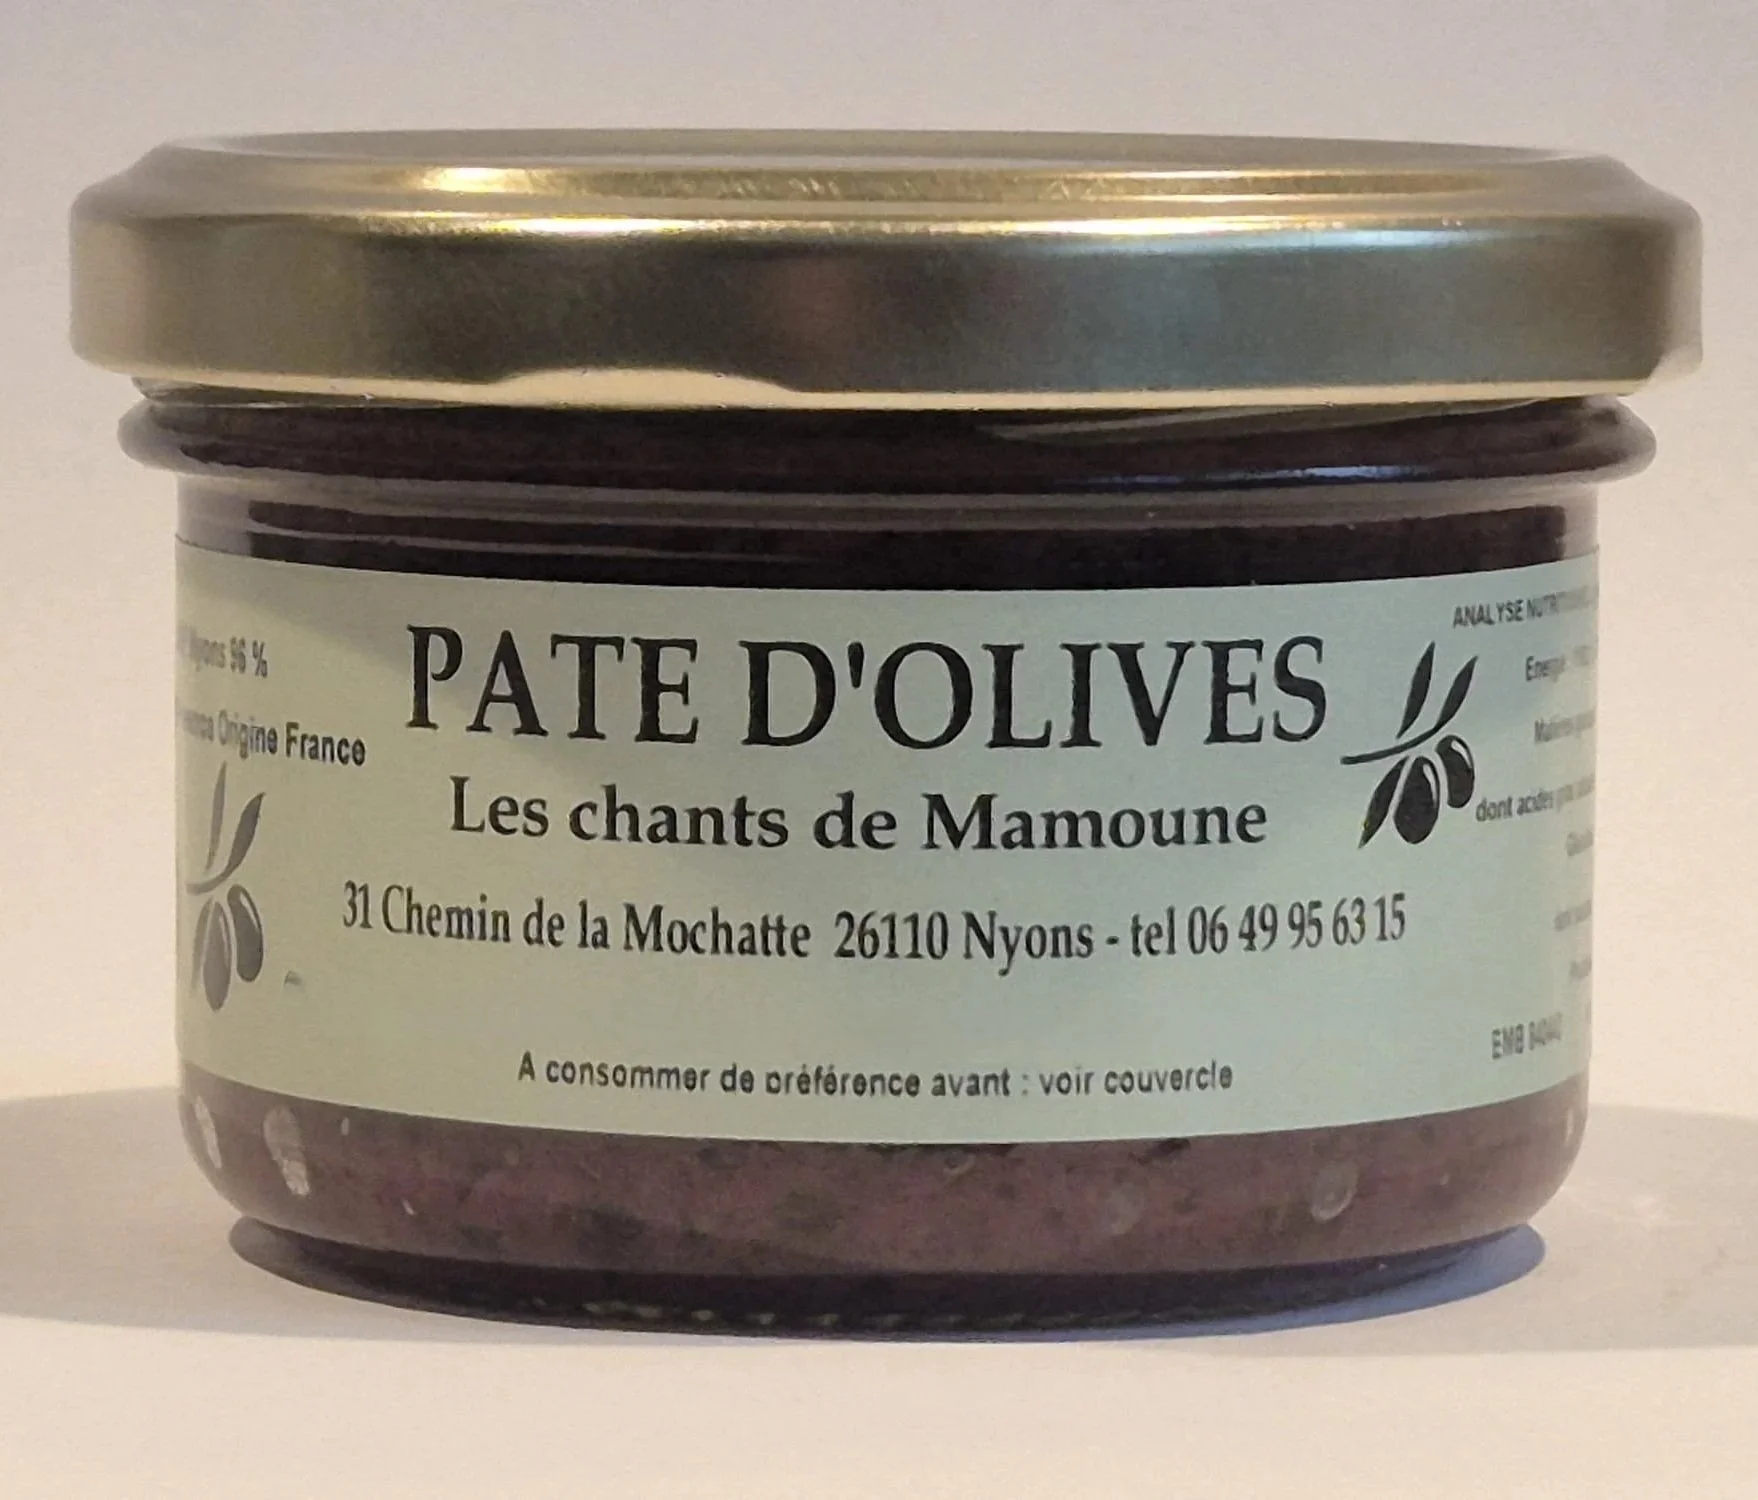 Nyons 96 %
Origine France
PATE D'OLIVES
Les chants de Mamoune
31 Chemin de la Mochatte 26110 Nyons - tel 06 49 95 63 15
A consommer de préférence avant : voir couvercle
ANALYSE
dont acides
EMB